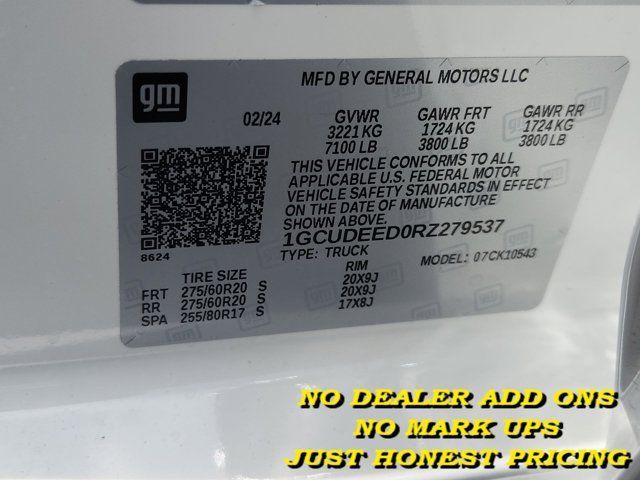 gm
MFD BY GENERAL MOTORS LLC
02/24 GVWR GAWR FRT GAWR RR
3221 KG 1724 KG 1724 KG
7100 LB 3800 LB 3800 LB
THIS VEHICLE CONFORMS TO ALL
APPLICABLE U.S. FEDERAL MOTOR
VEHICLE SAFETY STANDARDS IN EFFECT
ON THE DATE OF MANUFACTURE
SHOWN ABOVE.
1GCUDEED0RZ279537
8624
TYPE: TRUCK MODEL: 07CK10543
TIRE SIZE RIM
FRT 275/60R20 S 20X9J
RR 275/60R20 S 20X9J
SPA 255/80R17 S 17X8J
NO DEALER ADD ONS
NO MARK UPS
JUST HONEST PRICING